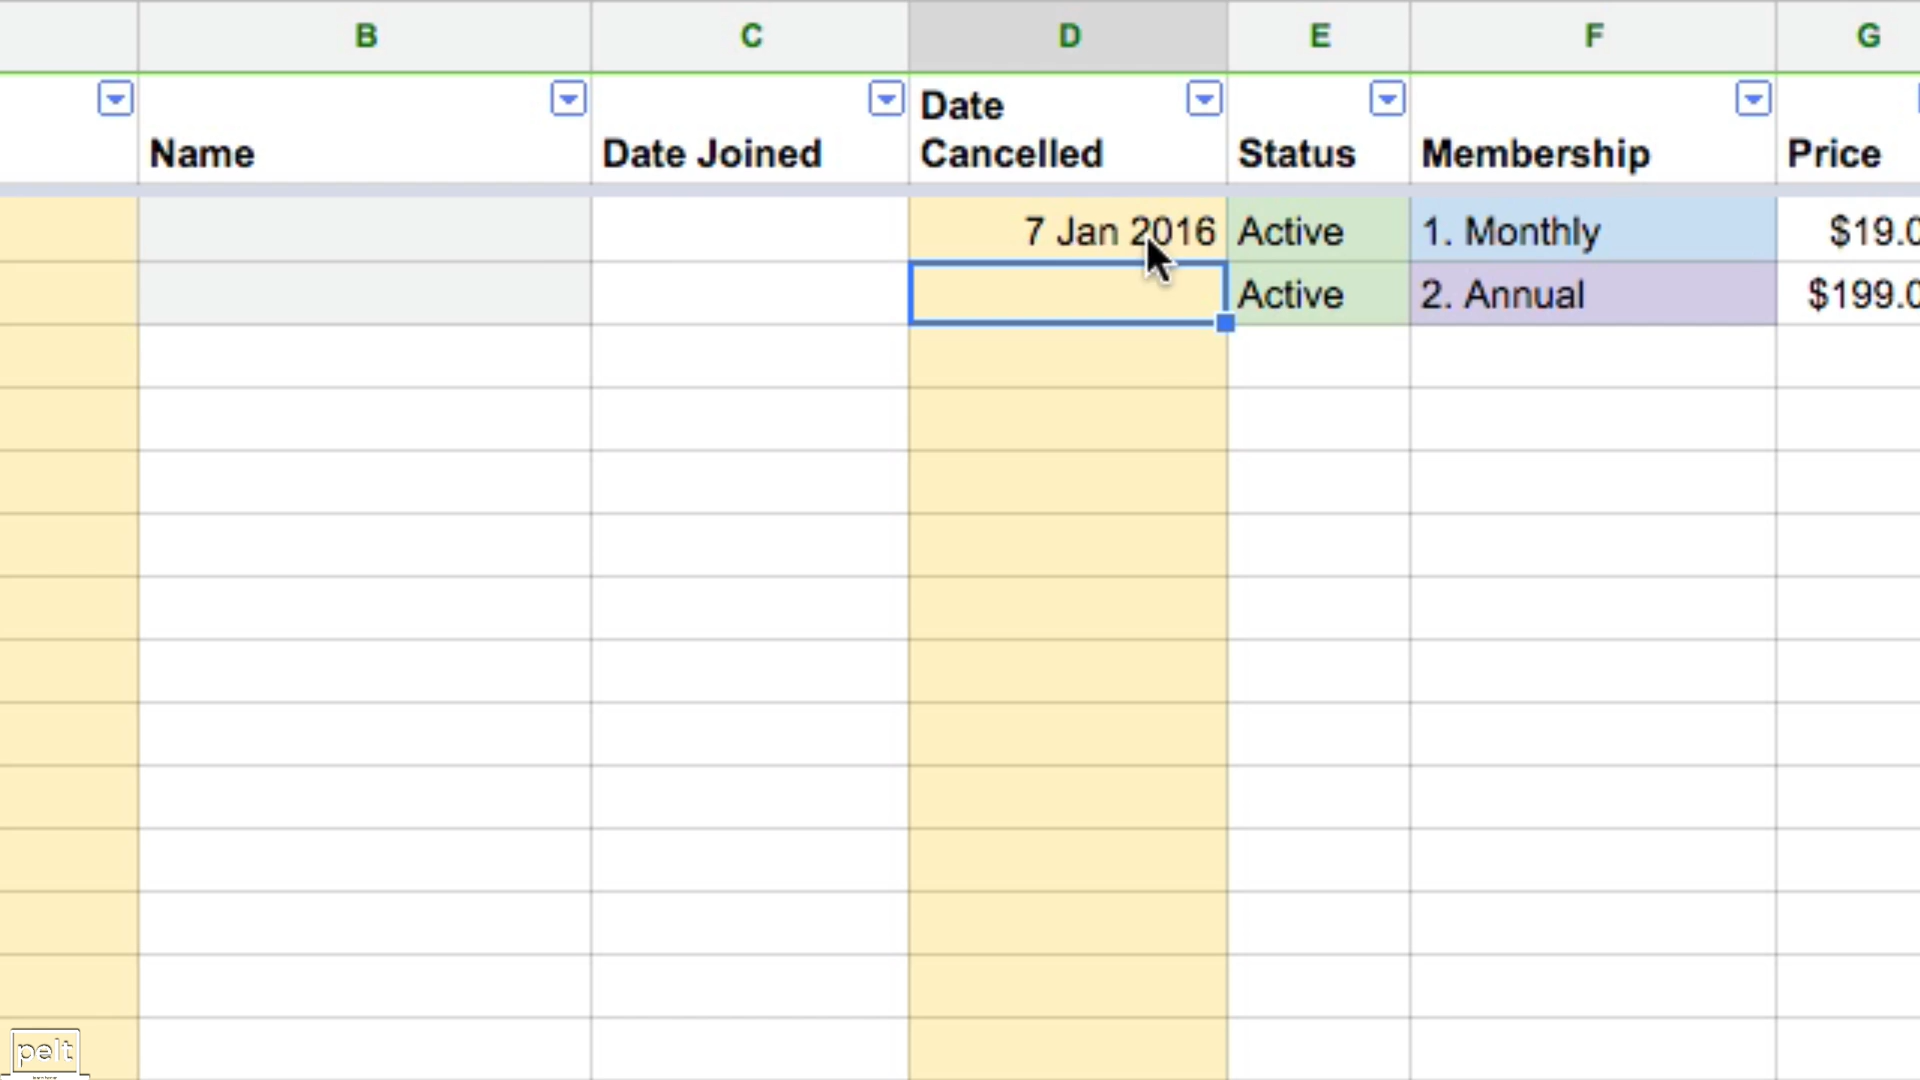 B C D E F G
Name Date Joined Date Cancelled Status Membership Price
7 Jan 2016 Active 1. Monthly $19.0
Active 2. Annual $199.0
pelt